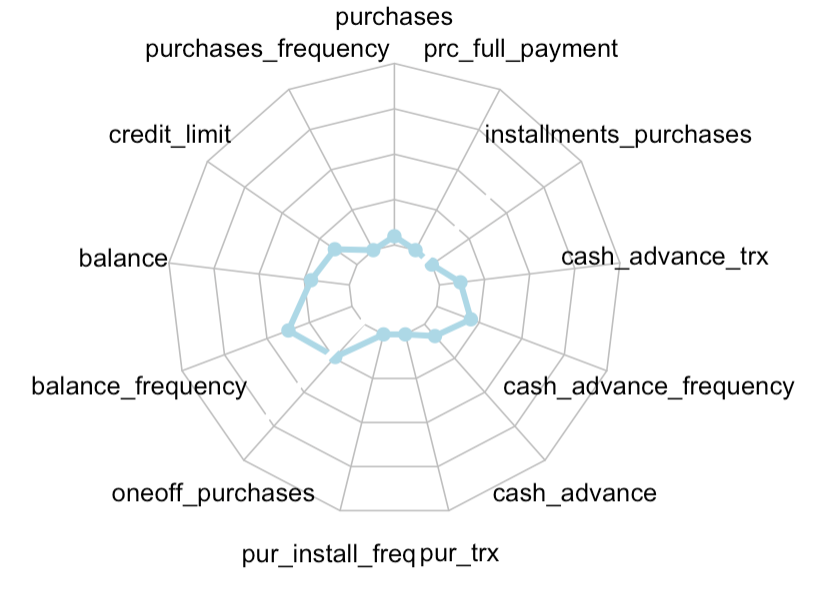 purchases
purchases_frequency
prc_full_payment
credit_limit
installments_purchases
balance
cash_advance_trx
balance_frequency
cash_advance_frequency
oneoff_purchases
cash_advance
pur_install_freq
pur_trx